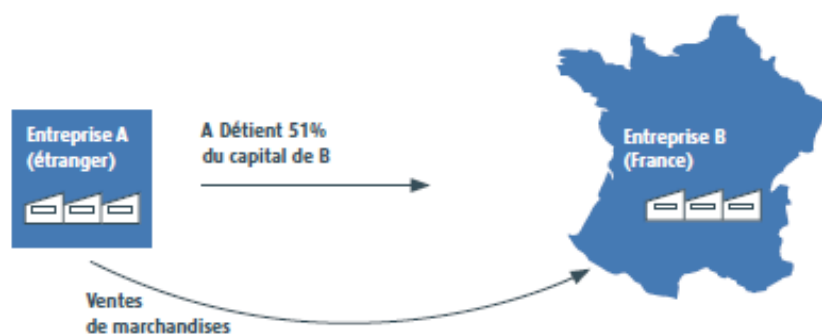 Entreprise A
(étranger)
A Détient 51%
du capital de B
Entreprise B
(France)
Ventes
de marchandises